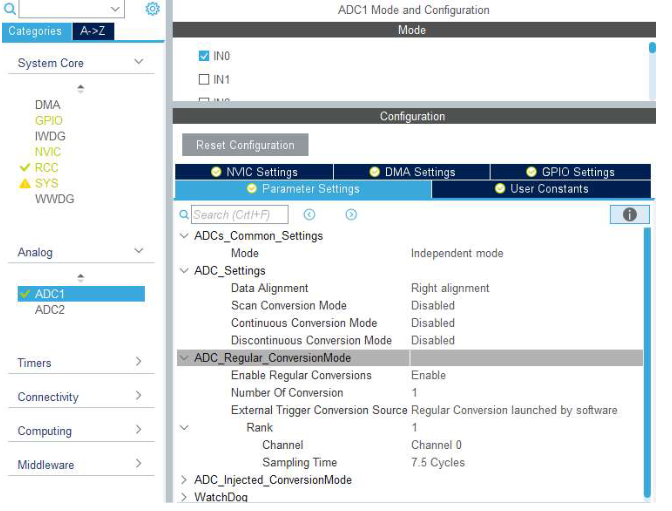 ADC1 Mode and Configuration
Categories A->Z
System Core
DMA
GPIO
IWDG
NVIC
RCC
SYS
WWDG
Analog
ADC1
ADC2
Timers
Connectivity
Computing
Middleware
Mode
IN0
IN1
Configuration
Reset Configuration
NVIC Settings DMA Settings GPIO Settings
Parameter Settings User Constants
Search (Crtl+F)
ADCs_Common_Settings
Mode Independent mode
ADC_Settings
Data Alignment Right alignment
Scan Conversion Mode Disabled
Continuous Conversion Mode Disabled
Discontinuous Conversion Mode Disabled
ADC_Regular_ConversionMode
Enable Regular Conversions Enable
Number Of Conversion 1
External Trigger Conversion Source Regular Conversion launched by software
Rank 1
Channel Channel 0
Sampling Time 7.5 Cycles
ADC_Injected_ConversionMode
WatchDog